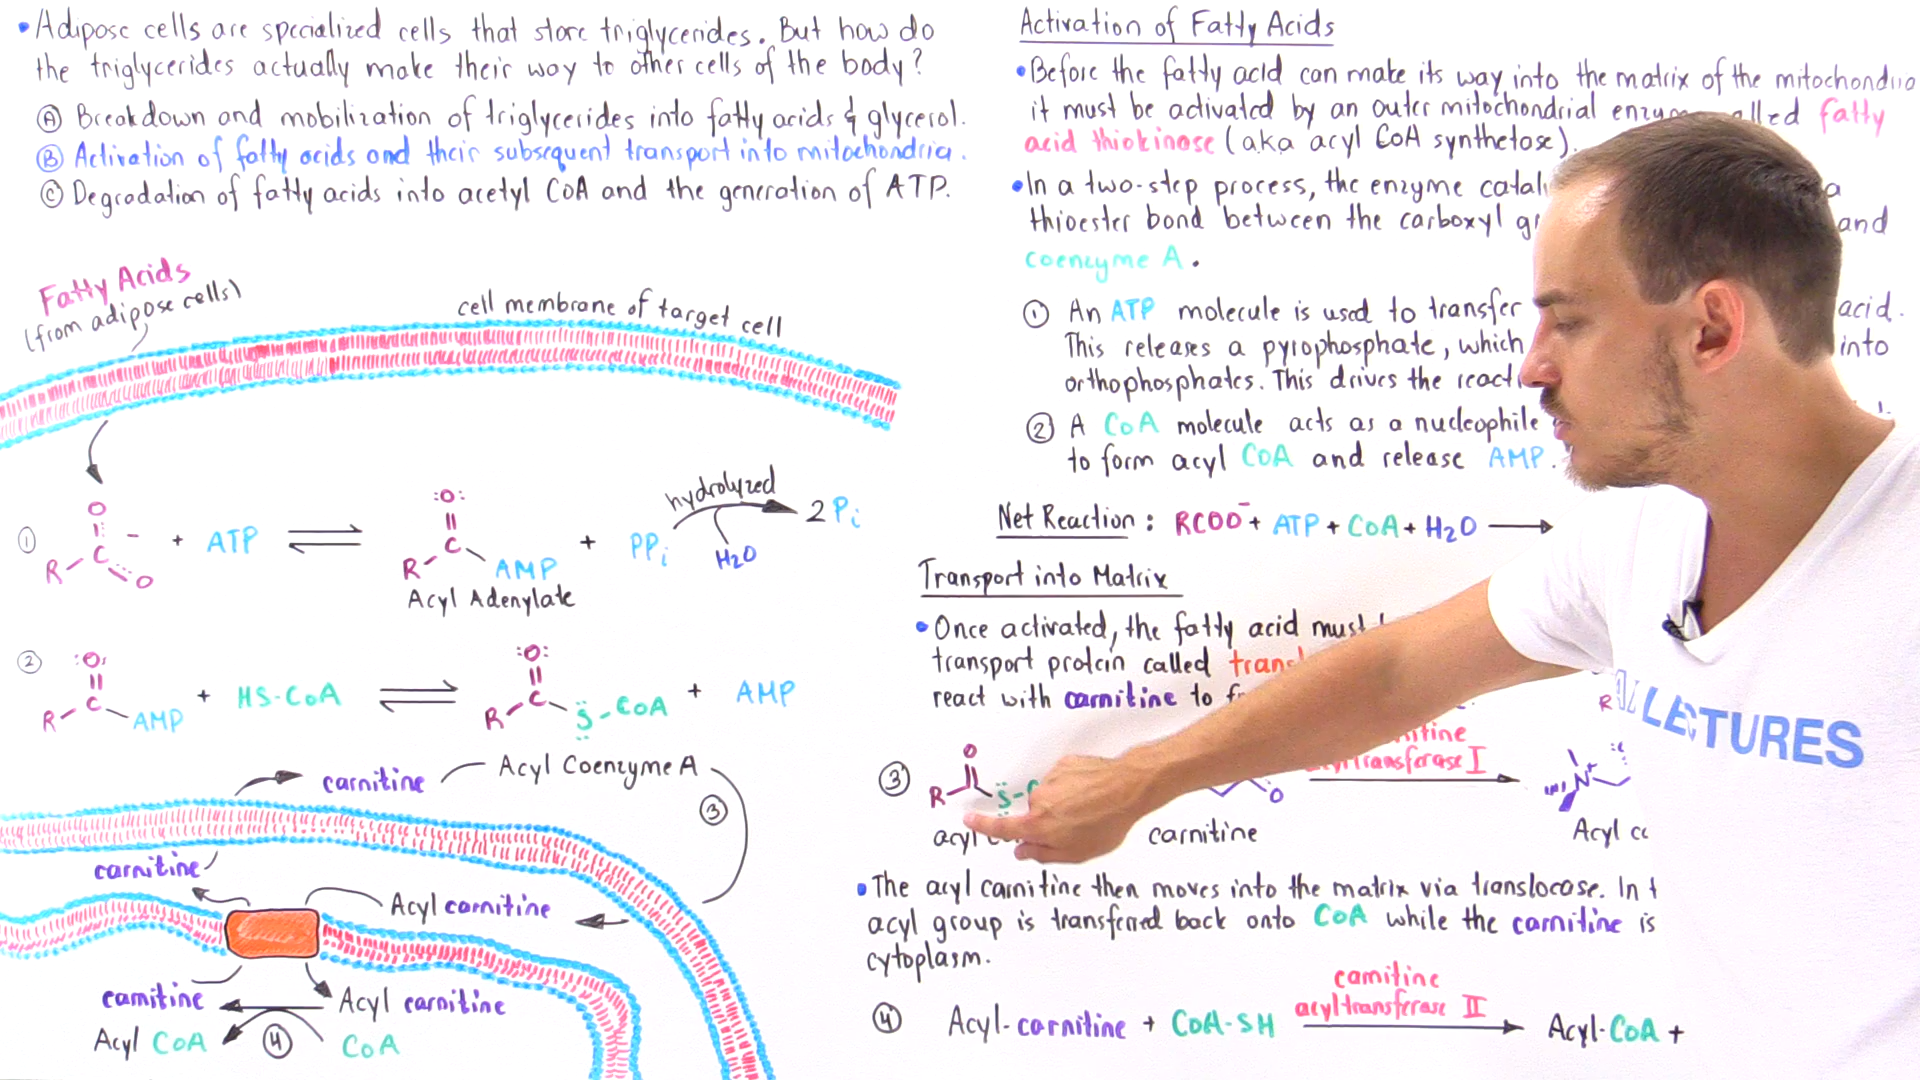 • Adipose cells are specialized cells that store triglycerides. But how do
the triglycerides actually make their way to other cells of the body?
Ⓐ Breakdown and mobilization of triglycerides into fatty acids & glycerol.
Ⓑ Activation of fatty acids and their subsequent transport into mitochondria.
Ⓒ Degradation of fatty acids into acetyl CoA and the generation of ATP.
Fatty Acids
(from adipose cells)
cell membrane of target cell
① R C O O - + ATP ⇌ R C :O: AMP + PPi hydrolyzed H2O 2 Pi
Acyl Adenylate
② R C :O: AMP + HS-CoA ⇌ R C :O: S-CoA + AMP
carnitine
Acyl Coenzyme A
③
carnitine
Acyl carnitine
carnitine
Acyl carnitine
Acyl CoA
④
CoA
Activation of Fatty Acids
• Before the fatty acid can make its way into the matrix of the mitochondria
it must be activated by an outer mitochondrial fatty
acid thiokinase (aka acyl CoA synthetase).
• In a two-step process, the enzyme a
thioester bond between the carboxyl and
coenzyme A.
① An ATP molecule is used to transfer acid.
This releases a pyrophosphate, which into
orthophosphates. This drives the
② A CoA molecule acts as a nucleophile
to form acyl CoA and release AMP.
Net Reaction: RCOO- + ATP + CoA + H2O →
Transport into Matrix
• Once activated, the fatty acid must
transport protein called
react with carnitine to
③ R O S- O → N+ R
I
carnitine
Acyl
• The acyl carnitine then moves into the matrix via translocase. In
acyl group is transferred back onto CoA while the carnitine is
cytoplasm.
carnitine
acyltransferase II
④ Acyl-carnitine + CoA-SH → Acyl-CoA +
LECTURES